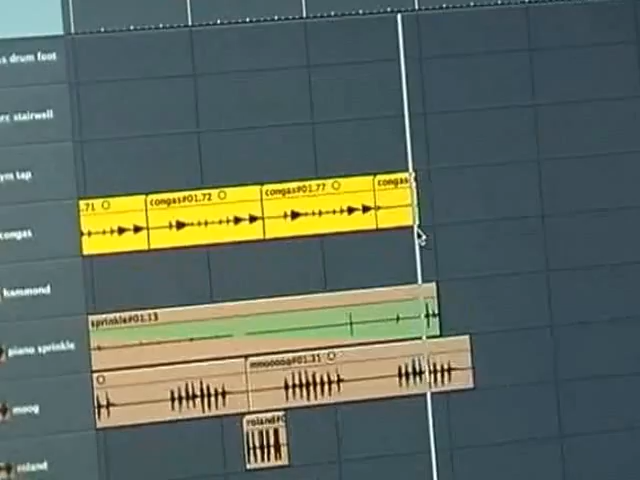 s drum foot
rc stairwell
ym tap
.71
congas#01.72
congas#01.77
congas
congas
hammond
sprinkle#01.13
piano sprinkle
mooooog#01.31
moog
roland#0
roland